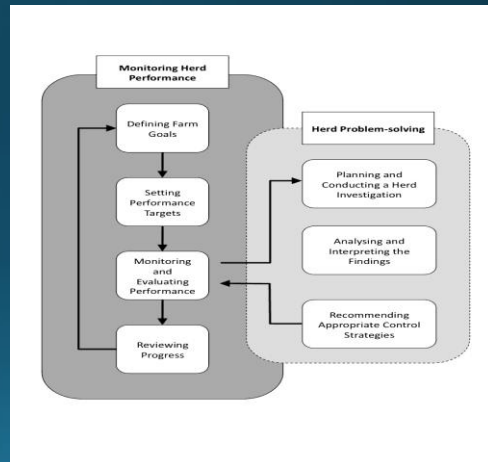 Monitoring Herd
Performance
Defining Farm
Goals
Setting
Performance
Targets
Monitoring
and
Evaluating
Performance
Reviewing
Progress
Herd Problem-solving
Planning and
Conducting a Herd
Investigation
Analysing and
Interpreting the
Findings
Recommending
Appropriate Control
Strategies